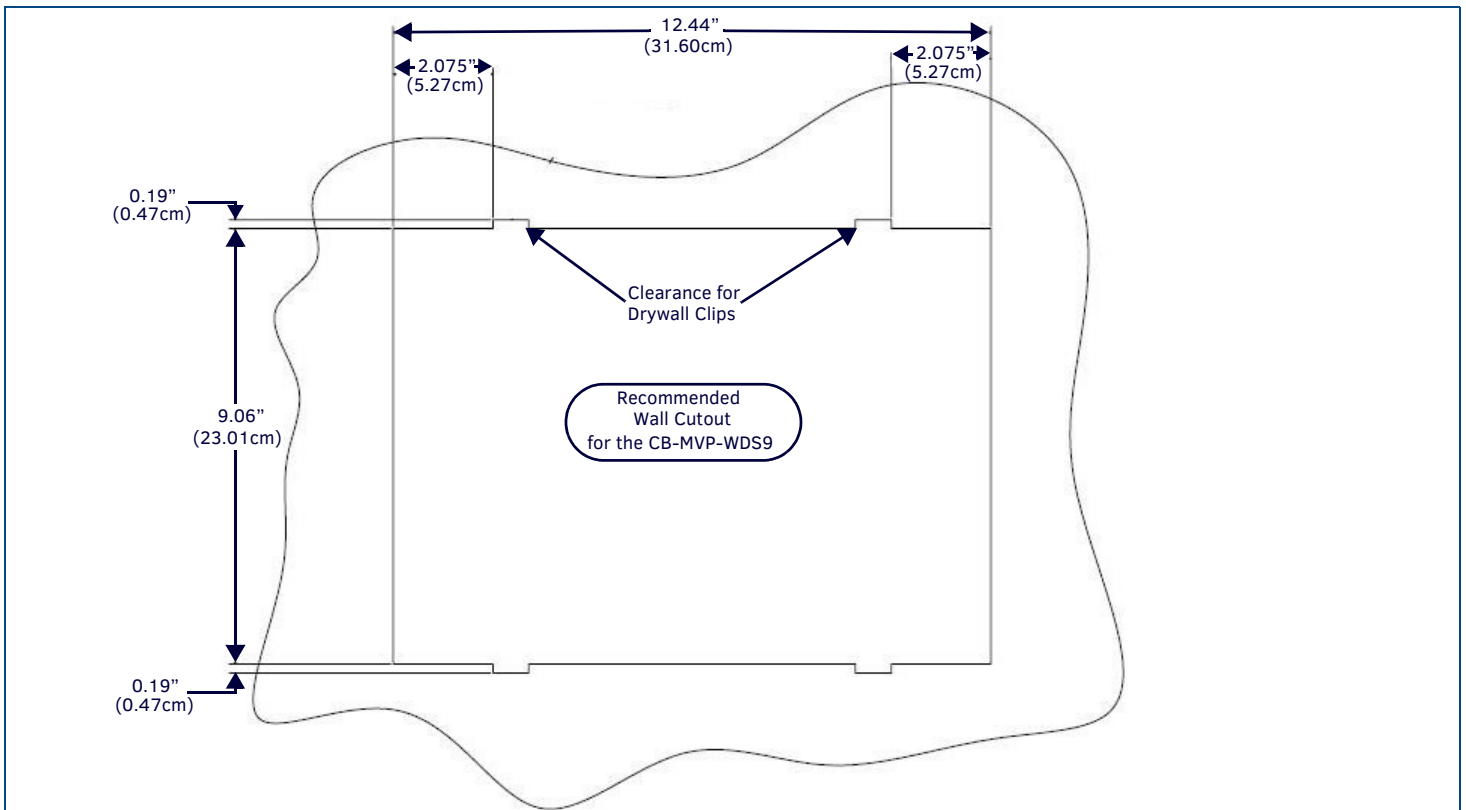 12.44”
(31.60cm)
2.075”
(5.27cm)
2.075”
(5.27cm)
0.19”
(0.47cm)
Clearance for
Drywall Clips
9.06”
(23.01cm)
Recommended
Wall Cutout
for the CB-MVP-WDS9
0.19”
(0.47cm)